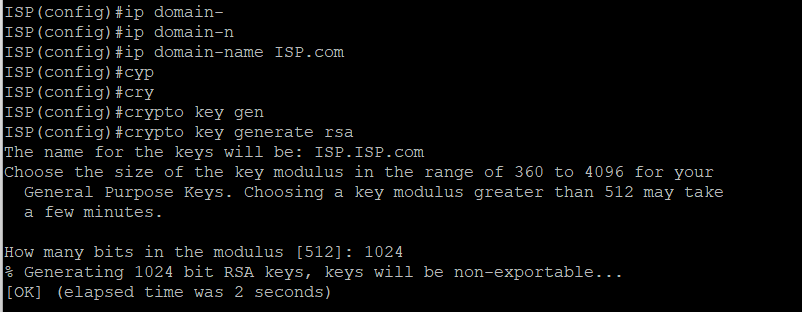 ISP(config)#ip domain-
ISP(config)#ip domain-n
ISP(config)#ip domain-name ISP.com
ISP(config)#cyp
ISP(config)#cry
ISP(config)#crypto key gen
ISP(config)#crypto key generate rsa
The name for the keys will be: ISP.ISP.com
Choose the size of the key modulus in the range of 360 to 4096 for your
  General Purpose Keys. Choosing a key modulus greater than 512 may take
  a few minutes.

How many bits in the modulus [512]: 1024
% Generating 1024 bit RSA keys, keys will be non-exportable...
[OK] (elapsed time was 2 seconds)